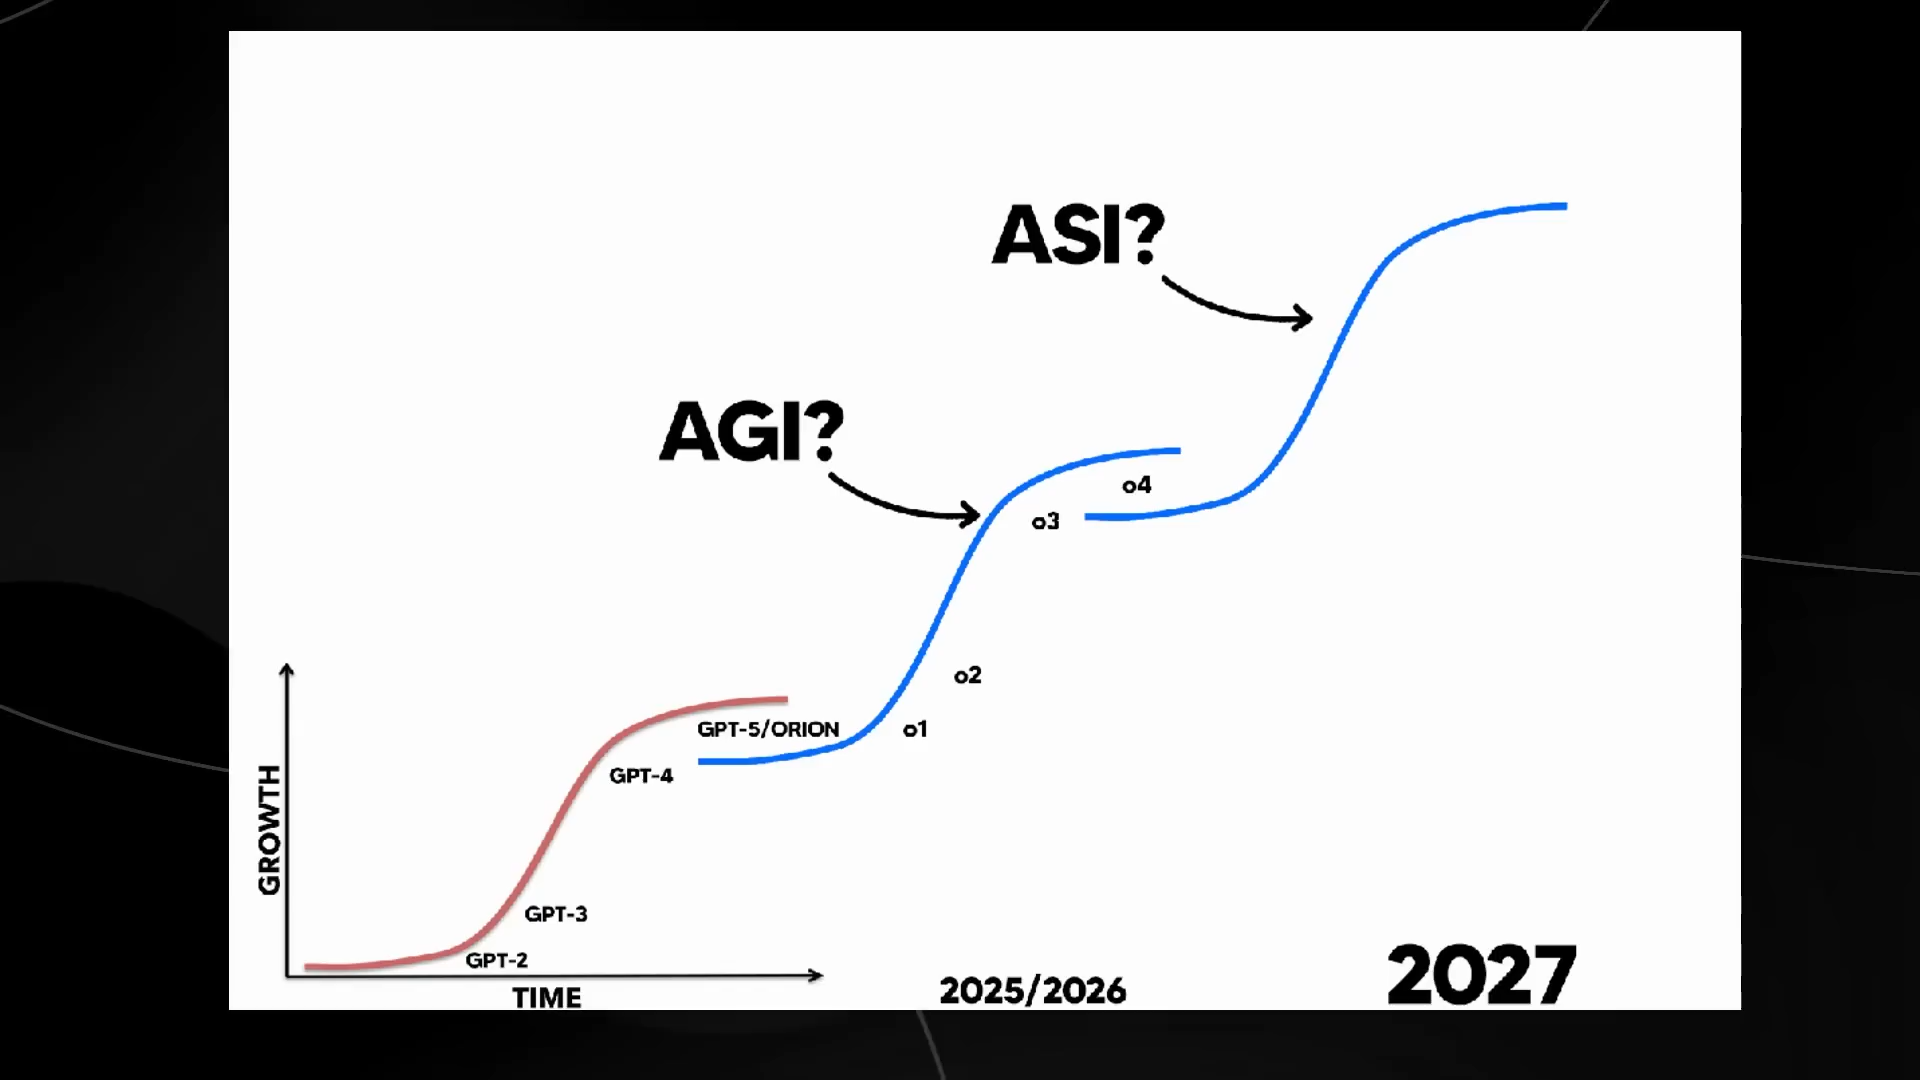 ASI?
AGI?
o4
o3
o2
GPT-5/ORION
o1
GPT-4
GROWTH
GPT-3
GPT-2
TIME
2025/2026
2027